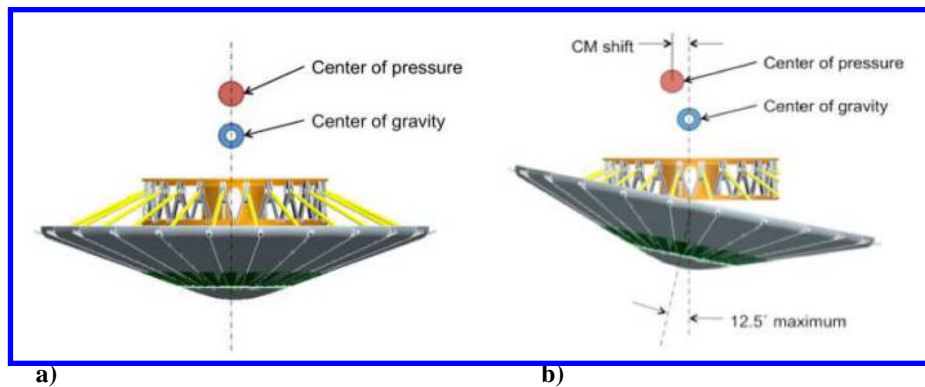 Center of pressure
Center of gravity
CM shift
Center of pressure
Center of gravity
12.5° maximum
a)
b)